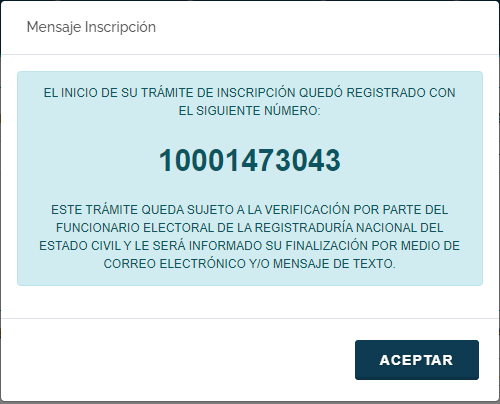 Mensaje Inscripción
EL INICIO DE SU TRÁMITE DE INSCRIPCIÓN QUEDÓ REGISTRADO CON
EL SIGUIENTE NÚMERO:
10001473043
ESTE TRÁMITE QUEDA SUJETO A LA VERIFICACIÓN POR PARTE DEL
FUNCIONARIO ELECTORAL DE LA REGISTRADURÍA NACIONAL DEL
ESTADO CIVIL Y LE SERÁ INFORMADO SU FINALIZACIÓN POR MEDIO DE
CORREO ELECTRÓNICO Y/O MENSAJE DE TEXTO.
ACEPTAR